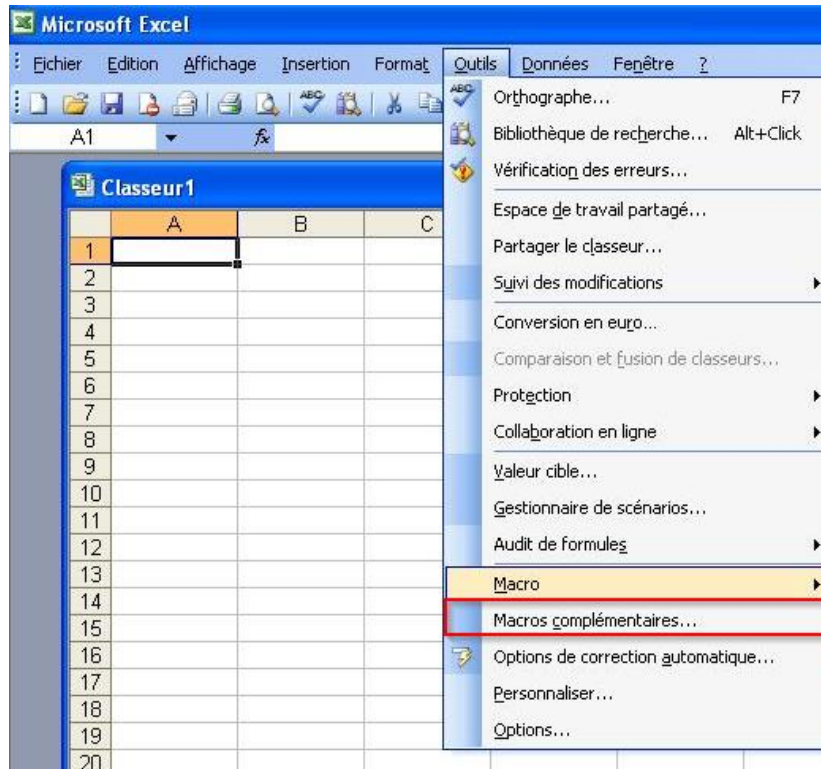 Microsoft Excel
Fichier Edition Affichage Insertion Format Outils Données Fenêtre ?
A1 fx
Orthographe... F7
Bibliothèque de recherche... Alt+Click
Vérification des erreurs...
Espace de travail partagé...
Partager le classeur...
Suivi des modifications
Conversion en euro...
Comparaison et fusion de classeurs...
Protection
Collaboration en ligne
Valeur cible...
Gestionnaire de scénarios...
Audit de formules
Macro
Macros complémentaires...
Options de correction automatique...
Personnaliser...
Options...
Classeur1
A B C
1
2
3
4
5
6
7
8
9
10
11
12
13
14
15
16
17
18
19
20